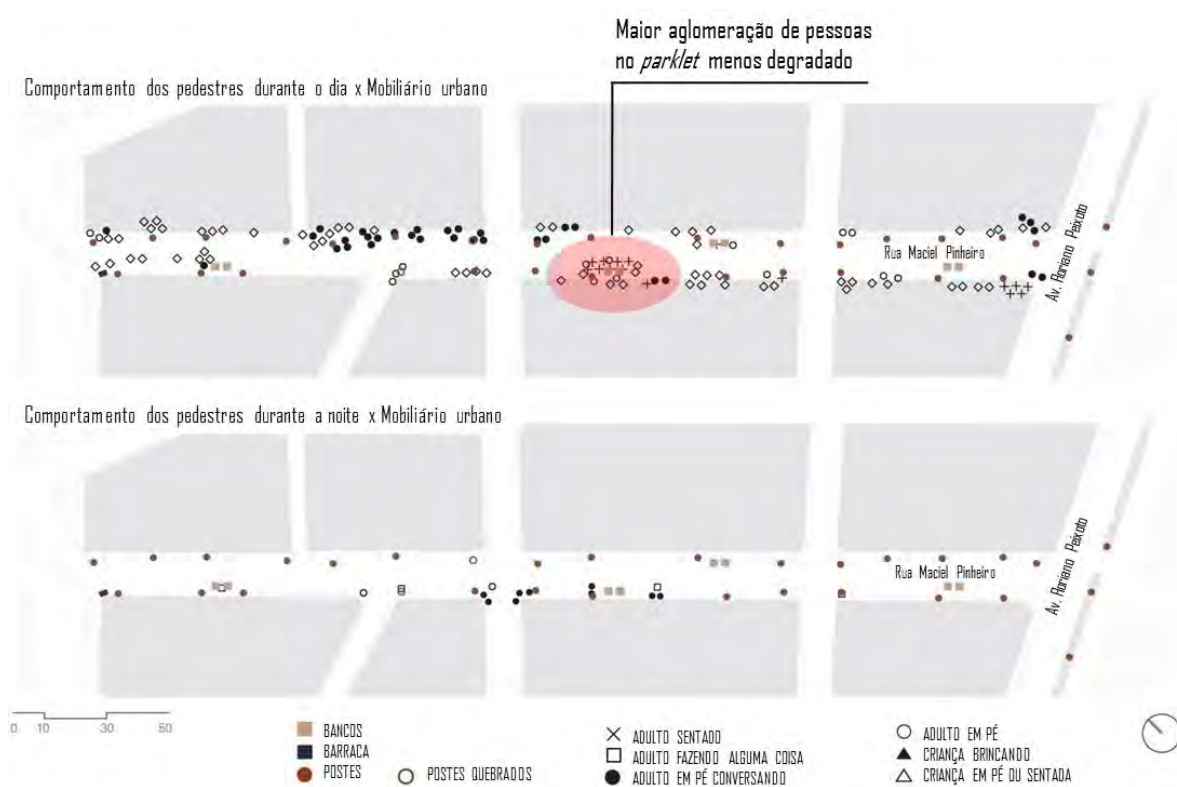 Maior aglomeração de pessoas
no parklet menos degradado
Comportamento dos pedestres durante o dia x Mobiliário urbano
Rua Maciel Pinheiro
Av. Floriano Peixoto
Comportamento dos pedestres durante a noite x Mobiliário urbano
Rua Maciel Pinheiro
Av. Floriano Peixoto
0 10 30 50
BANCOS
BARRACA
POSTES
POSTES QUEBRADOS
ADULTO SENTADO
ADULTO FAZENDO ALGUMA COISA
ADULTO EM PÉ CONVERSANDO
ADULTO EM PÉ
CRIANÇA BRINCANDO
CRIANÇA EM PÉ OU SENTADA